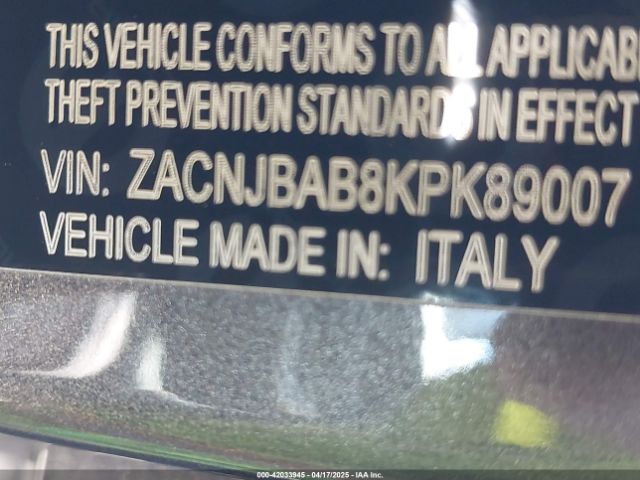 THIS VEHICLE CONFORMS TO ALL APPLICABL
THEFT PREVENTION STANDARDS IN EFFECT
VIN: ZACNJBAB8KPK89007
VEHICLE MADE IN: ITALY
000-42033945 - 04/17/2025 - IAA Inc.